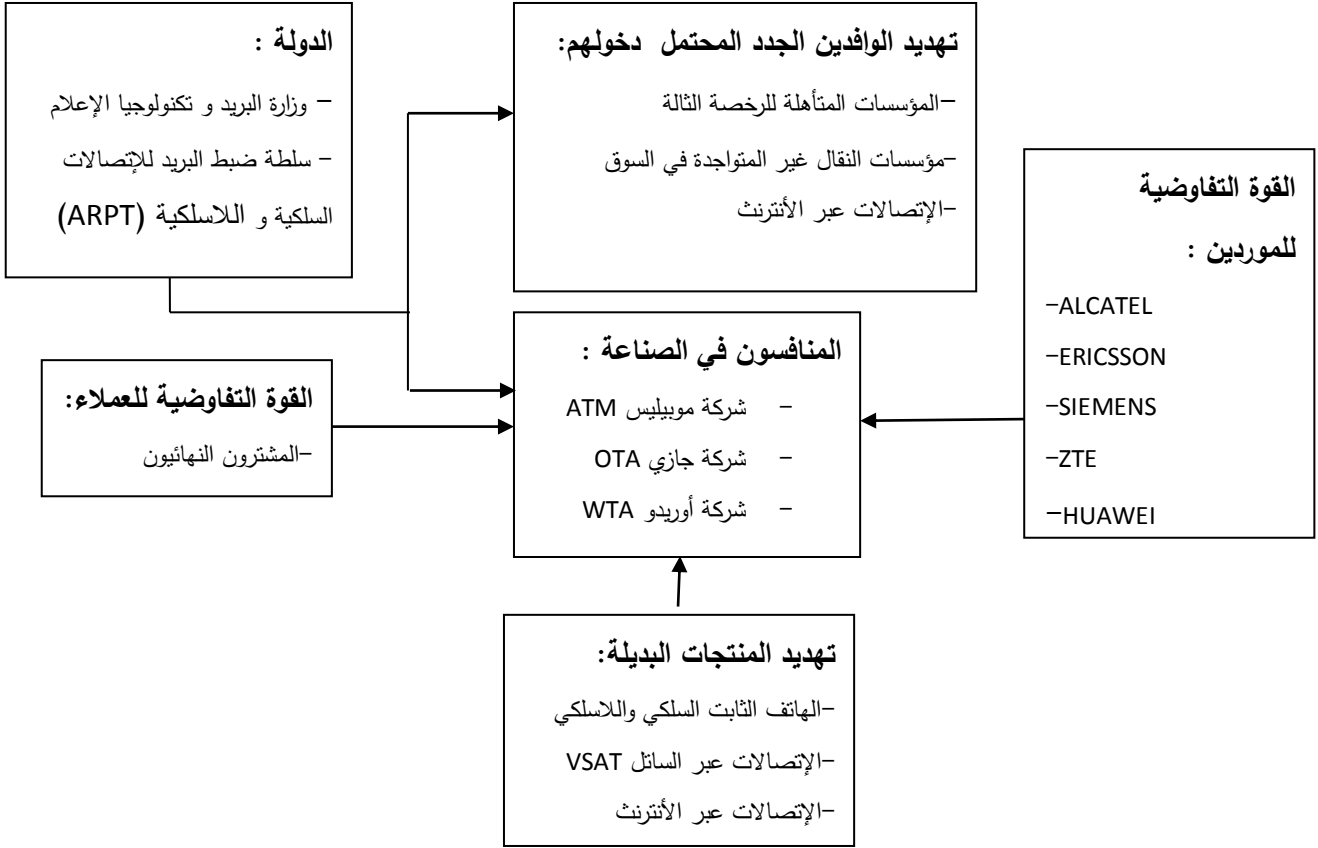 الدولة :
– وزارة البريد و تكنولوجيا الإعلام
– سلطة ضبط البريد للإتصالات
السلكية و اللاسلكية (ARPT)
تهديد الوافدين الجدد المحتمل دخولهم:
–المؤسسات المتأهلة للرخصة الثالة
–مؤسسات النقال غير المتواجدة في السوق
–الإتصالات عبر الأنترنث
القوة التفاوضية
للموردين :
–ALCATEL
–ERICSSON
–SIEMENS
–ZTE
–HUAWEI
المنافسون في الصناعة :
– شركة موبيليس ATM
– شركة جازي OTA
– شركة أوريدو WTA
القوة التفاوضية للعملاء:
–المشترون النهائيون
تهديد المنتجات البديلة:
–الهاتف الثابت السلكي واللاسلكي
–الإتصالات عبر الساتل VSAT
–الإتصالات عبر الأنترنث